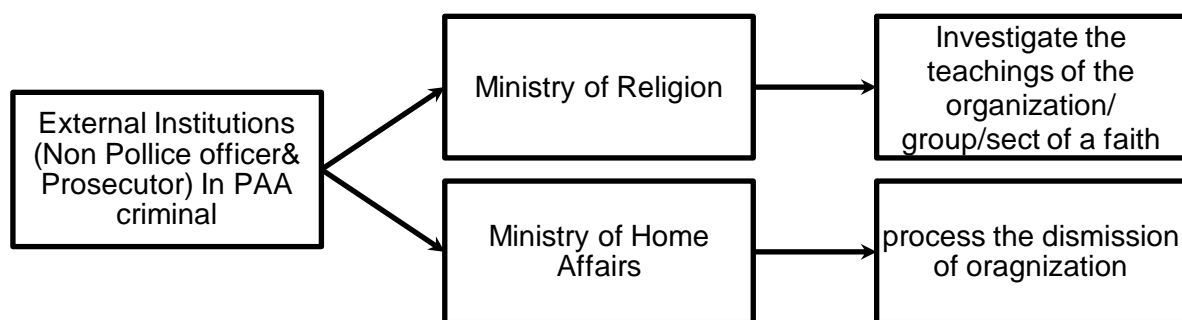 External Institutions
(Non Pollice officer&
Prosecutor) In PAA
criminal
Ministry of Religion
Investigate the
teachings of the
organization/
group/sect of a faith
Ministry of Home
Affairs
process the dismission
of oragnization